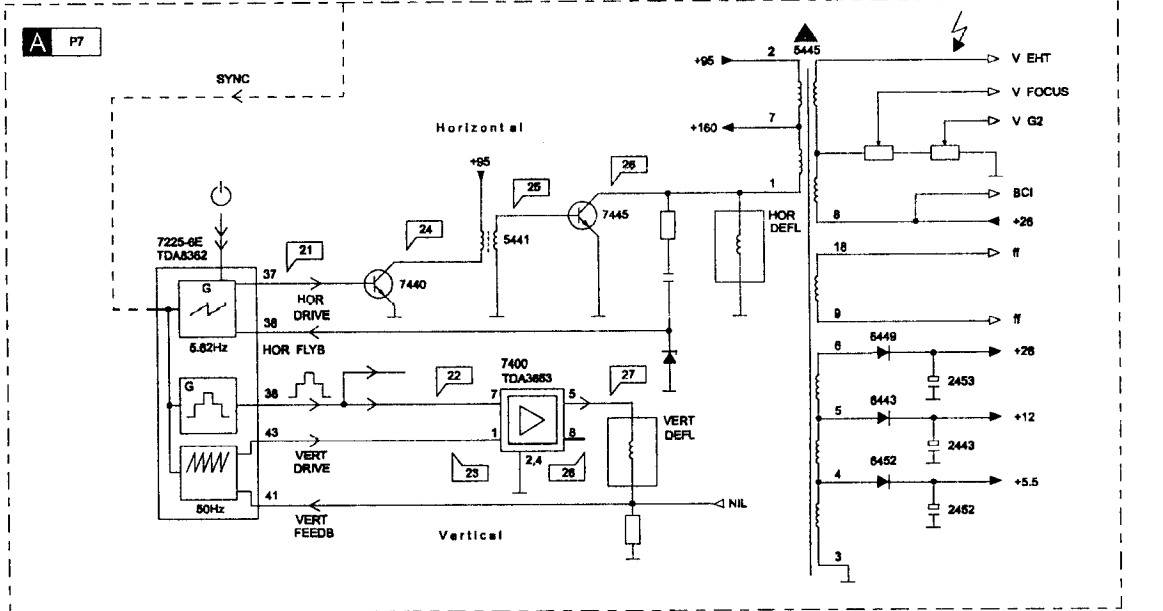 A P7
SYNC
Horizontal
+95
24
25
26
5441
7440
7445
7225-6E
TDA8362
21
37
HOR
DRIVE
38
HOR FLYB
G
5.62Hz
G
38
43
VERT
DRIVE
41
VERT
FEEDB
50Hz
22
7400
TDA3653
7
1
5
8
2,4
23
28
27
VERT
DEFL
NIL
Vertical
HOR
DEFL
5445
+95
2
+160
7
1
V EHT
V FOCUS
V G2
BCI
8
+26
18
ff
9
ff
6
6449
+26
2453
5
6443
+12
2443
4
6452
+5.5
2452
3